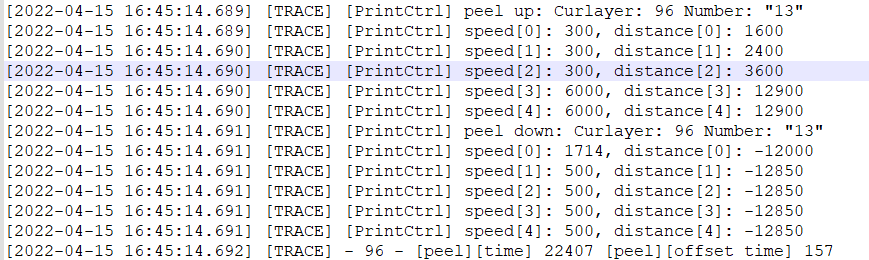 [2022-04-15 16:45:14.689] [TRACE] [PrintCtrl] peel up: Curlayer: 96 Number: "13"
[2022-04-15 16:45:14.689] [TRACE] [PrintCtrl] speed[0]: 300, distance[0]: 1600
[2022-04-15 16:45:14.690] [TRACE] [PrintCtrl] speed[1]: 300, distance[1]: 2400
[2022-04-15 16:45:14.690] [TRACE] [PrintCtrl] speed[2]: 300, distance[2]: 3600
[2022-04-15 16:45:14.690] [TRACE] [PrintCtrl] speed[3]: 6000, distance[3]: 12900
[2022-04-15 16:45:14.690] [TRACE] [PrintCtrl] speed[4]: 6000, distance[4]: 12900
[2022-04-15 16:45:14.691] [TRACE] [PrintCtrl] peel down: Curlayer: 96 Number: "13"
[2022-04-15 16:45:14.691] [TRACE] [PrintCtrl] speed[0]: 1714, distance[0]: -12000
[2022-04-15 16:45:14.691] [TRACE] [PrintCtrl] speed[1]: 500, distance[1]: -12850
[2022-04-15 16:45:14.691] [TRACE] [PrintCtrl] speed[2]: 500, distance[2]: -12850
[2022-04-15 16:45:14.691] [TRACE] [PrintCtrl] speed[3]: 500, distance[3]: -12850
[2022-04-15 16:45:14.691] [TRACE] [PrintCtrl] speed[4]: 500, distance[4]: -12850
[2022-04-15 16:45:14.692] [TRACE] - 96 - [peel][time] 22407 [peel][offset time] 157